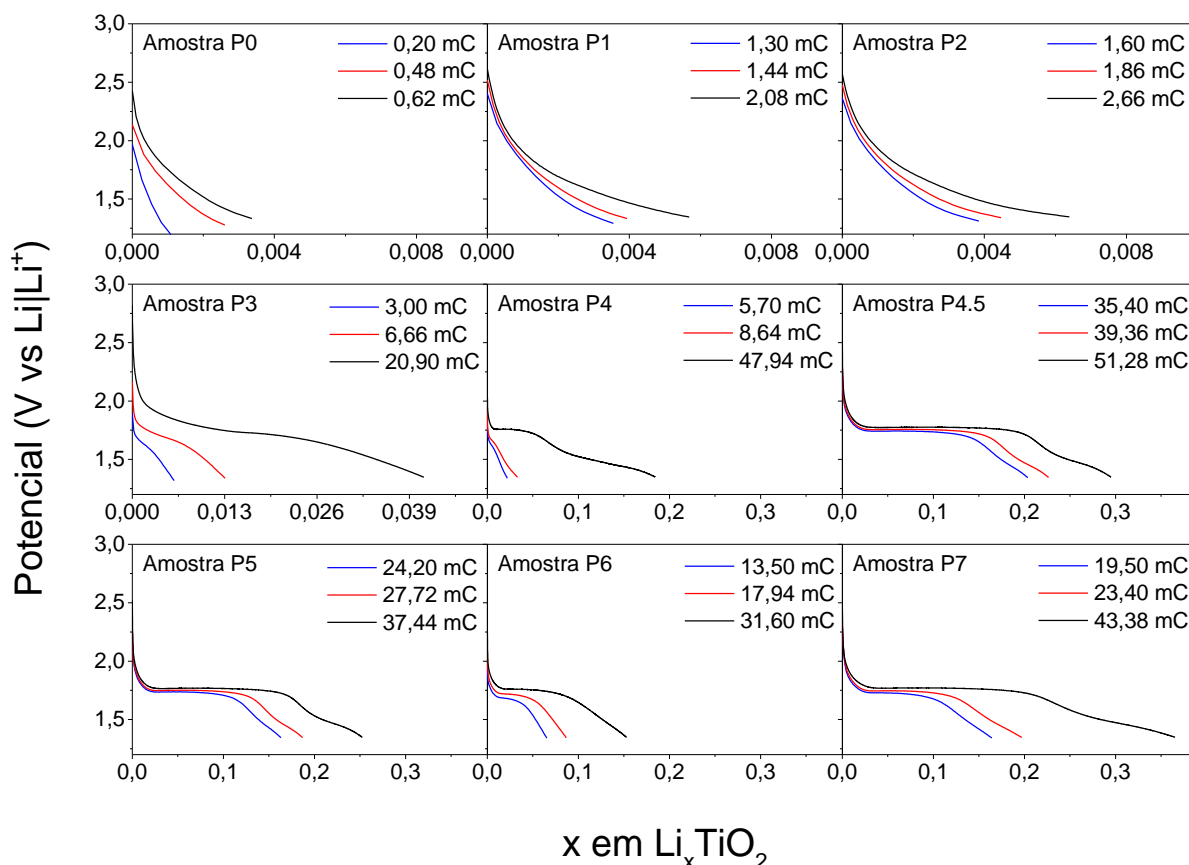 Potencial (V vs Li|Li⁺)
3,0
2,5
2,0
1,5
Amostra P0
0,20 mC
0,48 mC
0,62 mC
0,000
0,004
0,008
Amostra P1
1,30 mC
1,44 mC
2,08 mC
0,000
0,004
0,008
Amostra P2
1,60 mC
1,86 mC
2,66 mC
0,000
0,004
0,008
3,0
2,5
2,0
1,5
Amostra P3
3,00 mC
6,66 mC
20,90 mC
0,000
0,013
0,026
0,039
Amostra P4
5,70 mC
8,64 mC
47,94 mC
0,0
0,1
0,2
0,3
Amostra P4.5
35,40 mC
39,36 mC
51,28 mC
0,0
0,1
0,2
0,3
3,0
2,5
2,0
1,5
Amostra P5
24,20 mC
27,72 mC
37,44 mC
0,0
0,1
0,2
0,3
Amostra P6
13,50 mC
17,94 mC
31,60 mC
0,0
0,1
0,2
0,3
Amostra P7
19,50 mC
23,40 mC
43,38 mC
0,0
0,1
0,2
0,3
x em LiₓTiO₂